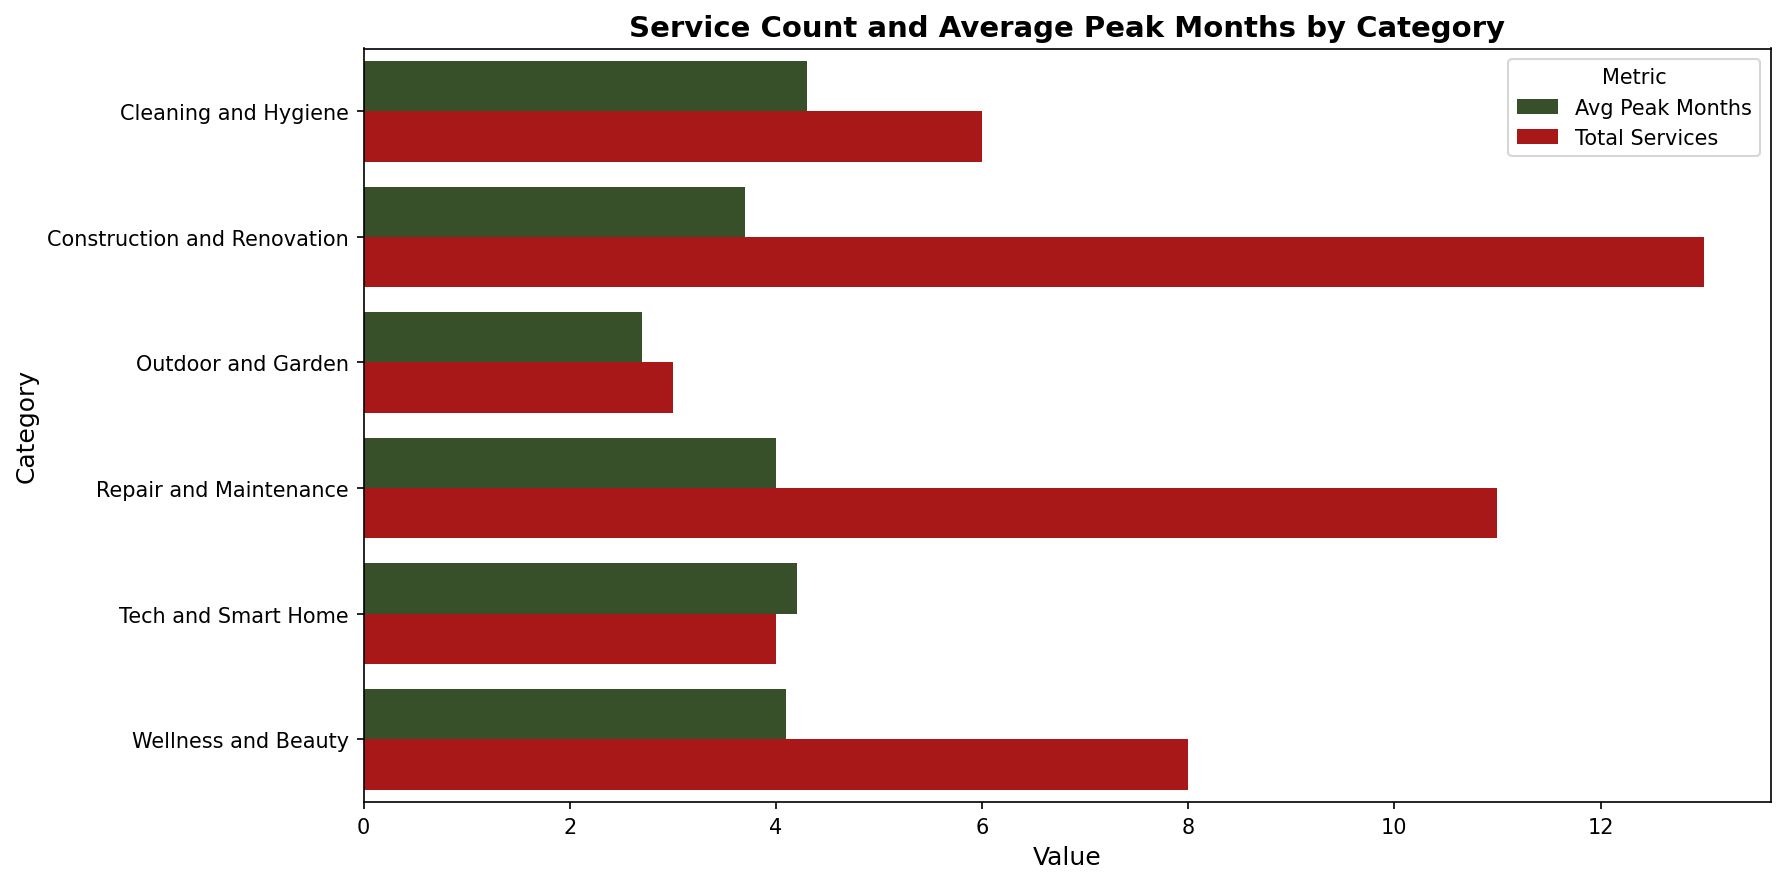 Service Count and Average Peak Months by Category
Metric
Avg Peak Months
Total Services
Category
Cleaning and Hygiene
Construction and Renovation
Outdoor and Garden
Repair and Maintenance
Tech and Smart Home
Wellness and Beauty
0 2 4 6 8 10 12
Value